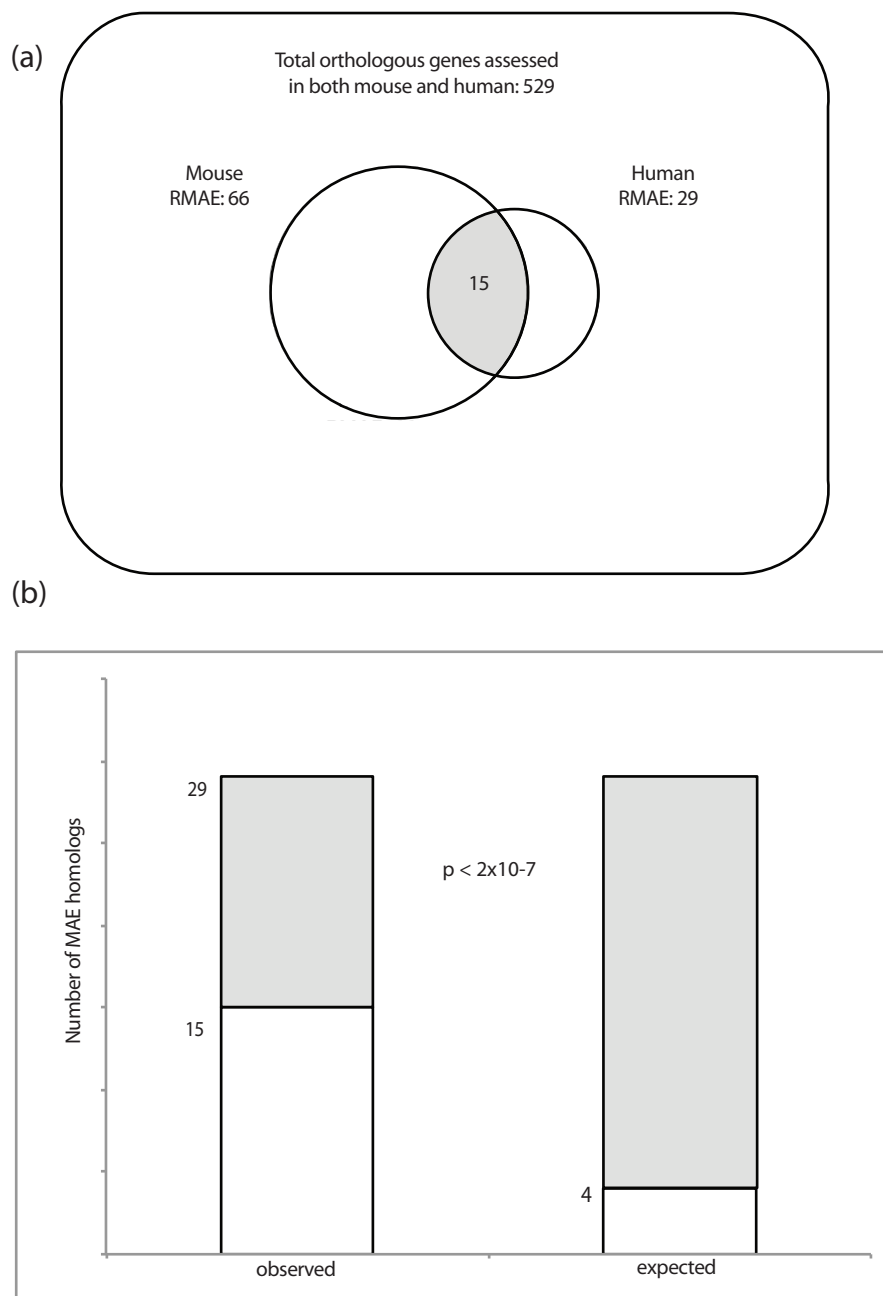 (a)
Total orthologous genes assessed
in both mouse and human: 529
Mouse
RMAE: 66
Human
RMAE: 29
15
(b)
Number of MAE homologs
29
15
p < 2x10-7
4
observed
expected